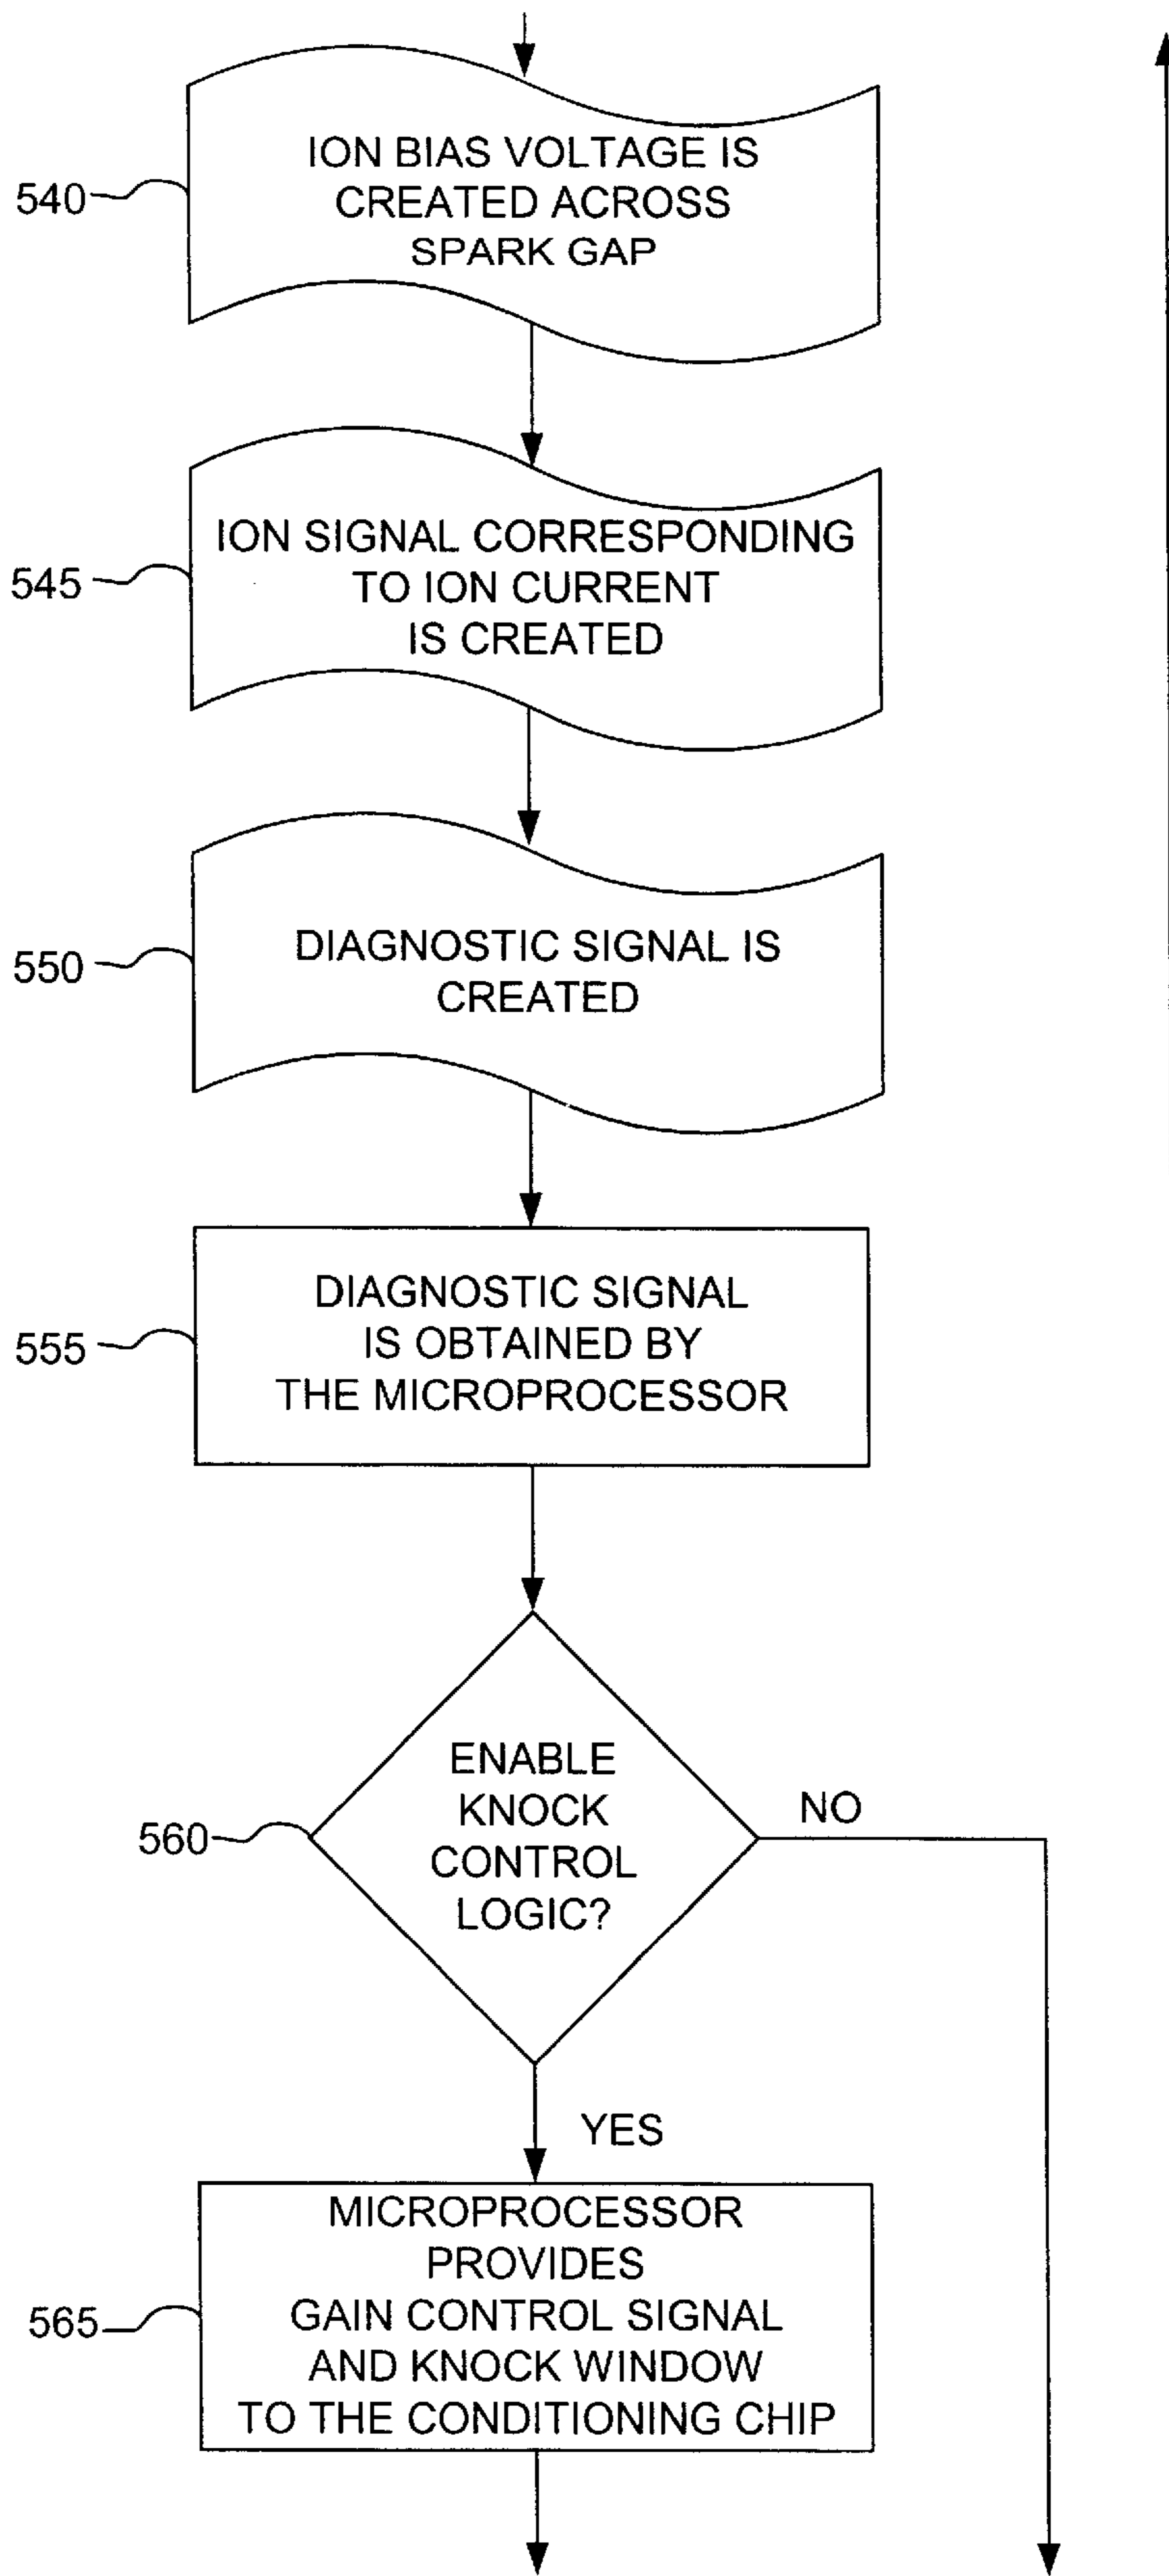 ION BIAS VOLTAGE IS
CREATED ACROSS
SPARK GAP
540
ION SIGNAL CORRESPONDING
TO ION CURRENT
IS CREATED
545
DIAGNOSTIC SIGNAL IS
CREATED
550
DIAGNOSTIC SIGNAL
IS OBTAINED BY
THE MICROPROCESSOR
555
ENABLE
KNOCK
CONTROL
LOGIC?
560
NO
YES
MICROPROCESSOR
PROVIDES
GAIN CONTROL SIGNAL
AND KNOCK WINDOW
TO THE CONDITIONING CHIP
565